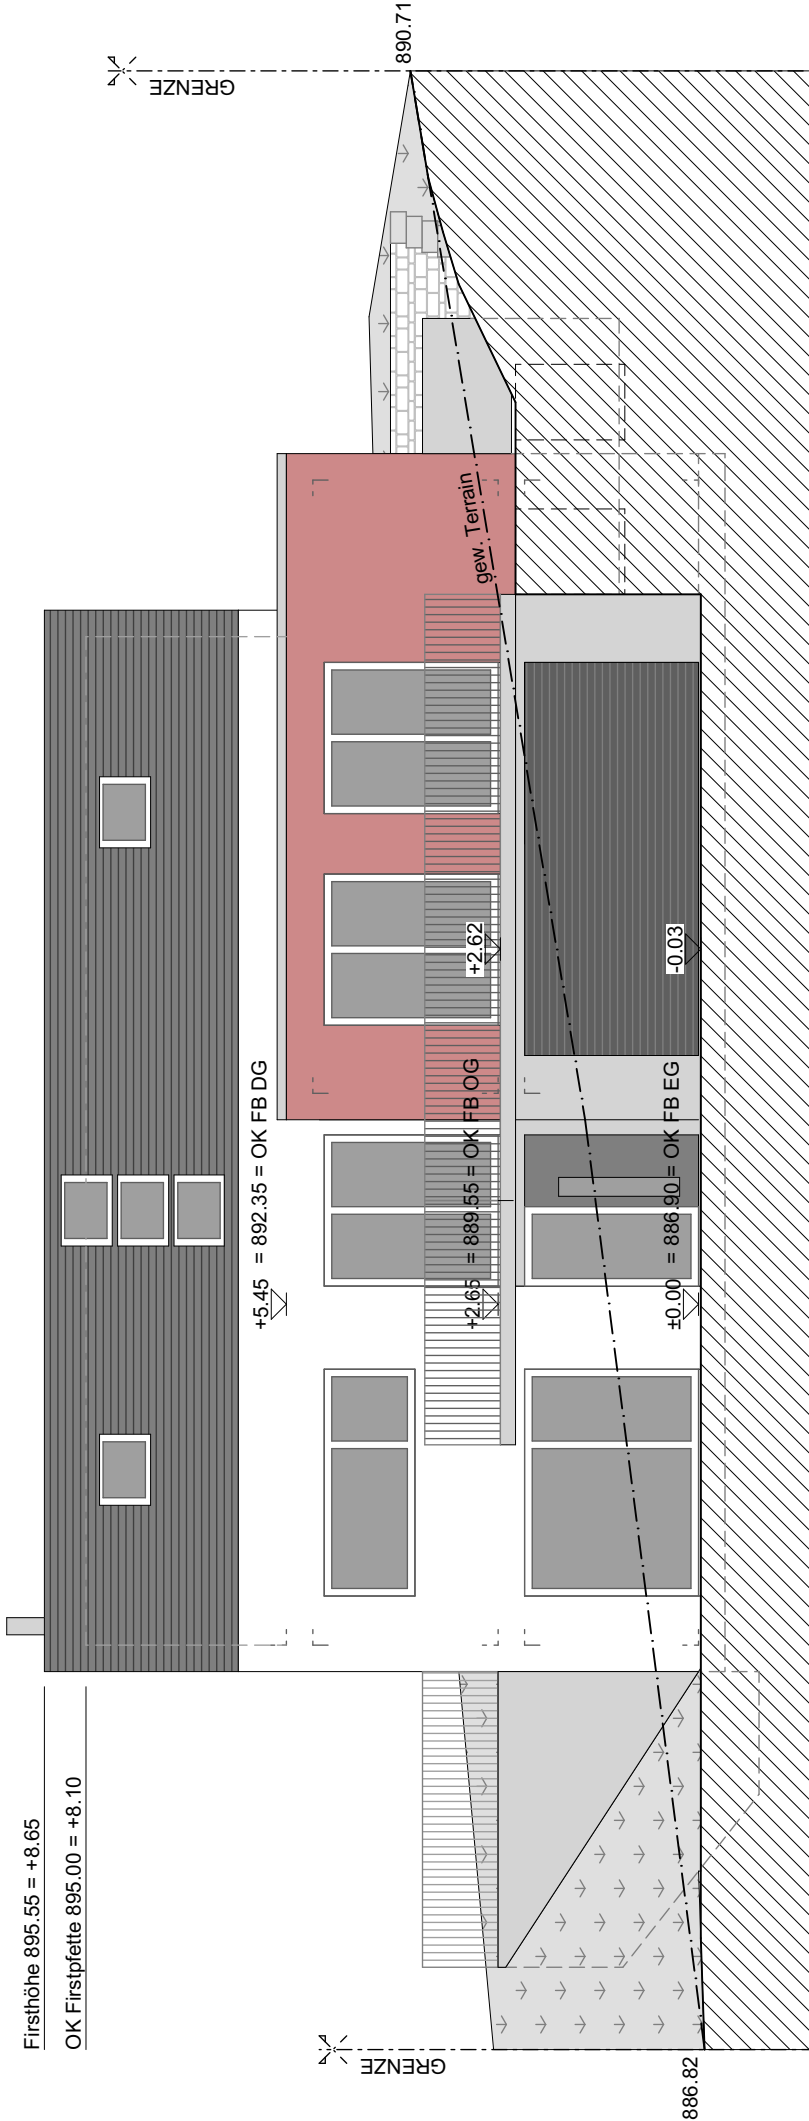 Firsthöhe 895.55 = +8.65
OK Firstpfette 895.00 = +8.10
+5.45 = 892.35 = OK FB DG
+2.65 = 889.55 = OK FB OG
+2.62
±0.00 = 886.90 = OK FB EG
-0.03
gew. Terrain
GRENZE
886.82
GRENZE
890.71